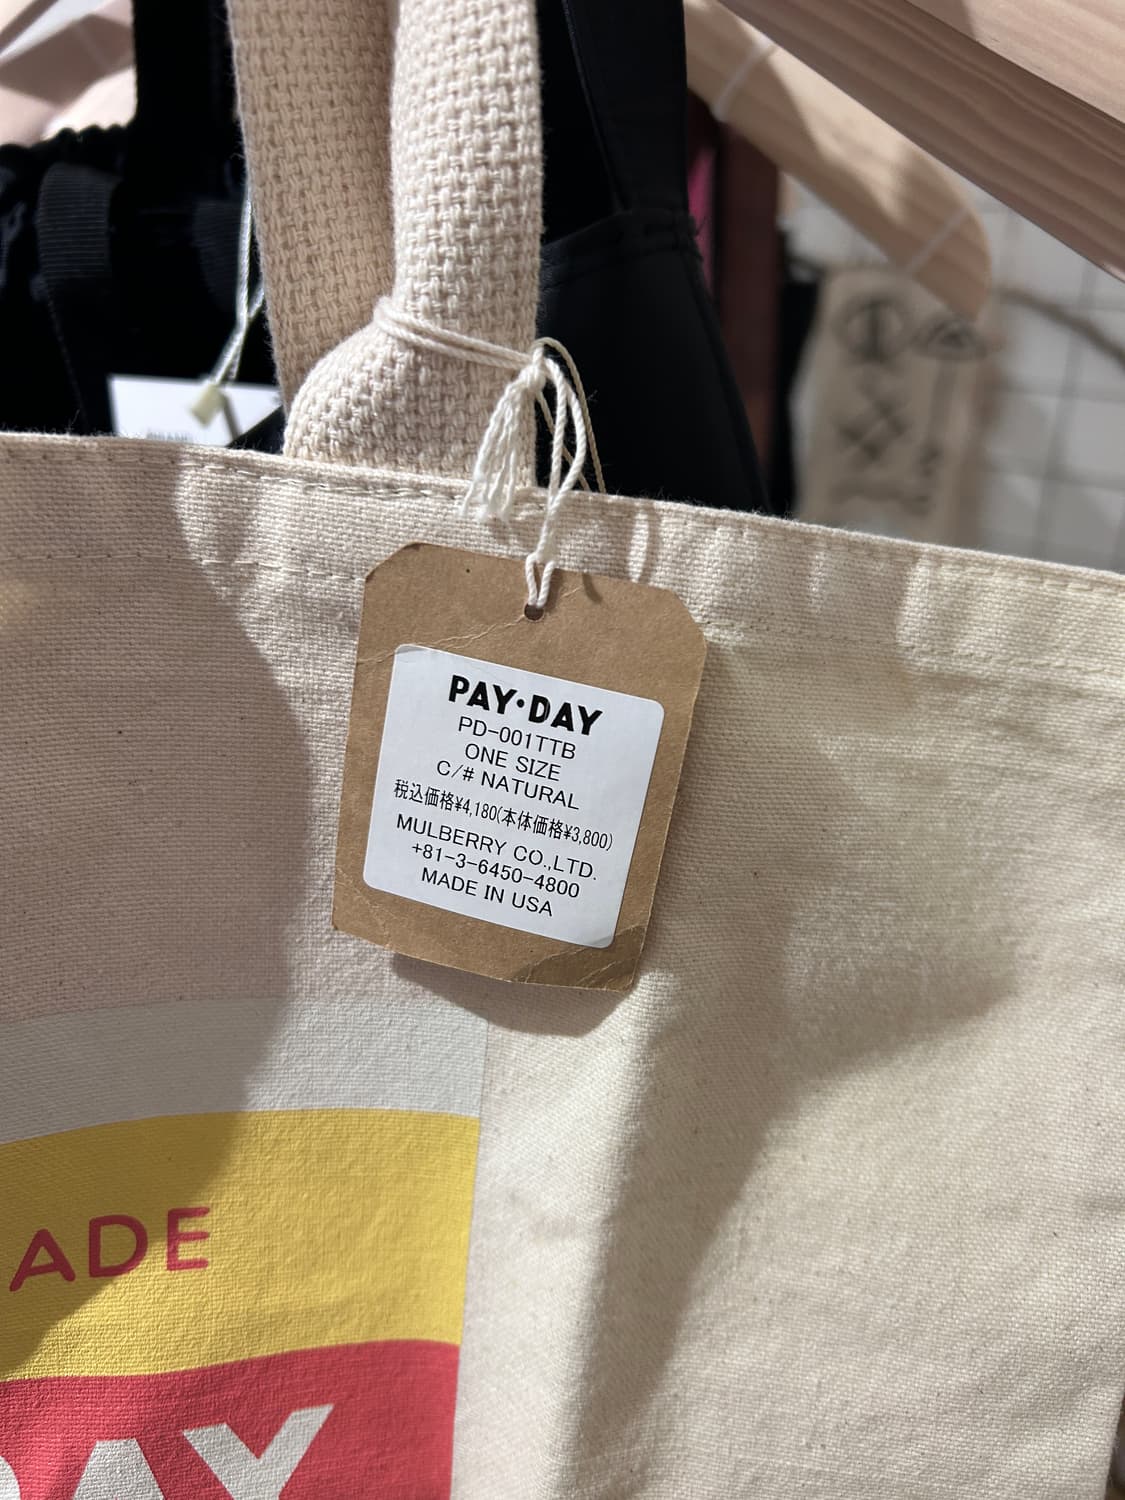 PAY·DAY
PD-001TTB
ONE SIZE
C/# NATURAL
税込価格¥4,180(本体価格¥3,800)
MULBERRY CO.,LTD.
+81-3-6450-4800
MADE IN USA
ADE
AY